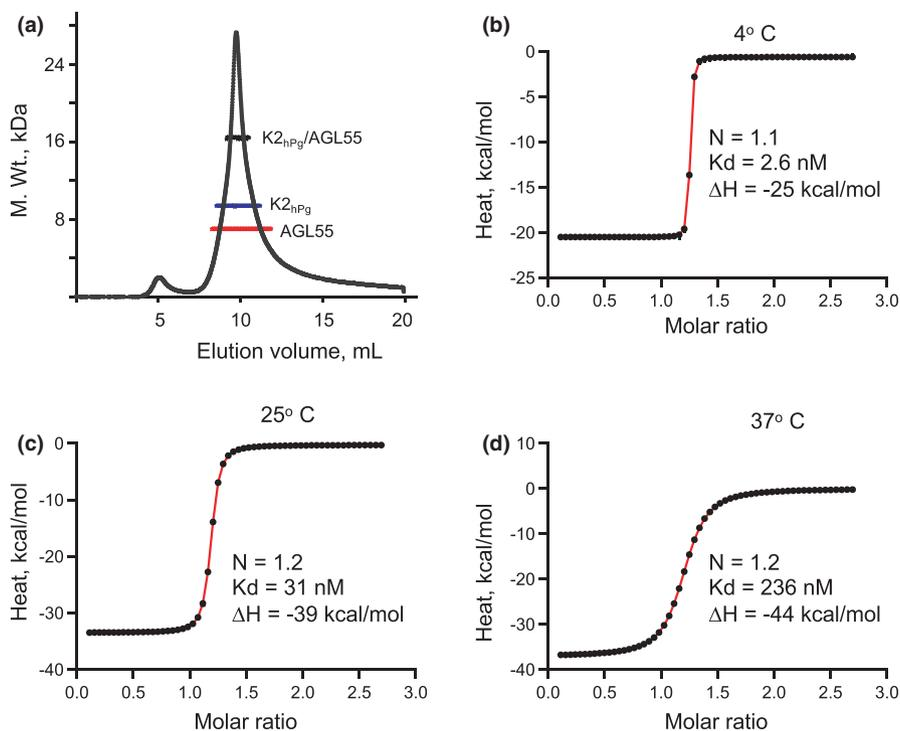 (a)
M. Wt., kDa
24
16
8
K2hPg/AGL55
K2hPg
AGL55
5 10 15 20
Elution volume, mL
(b)
4o C
Heat, kcal/mol
0
-5
-10
-15
-20
-25
N = 1.1
Kd = 2.6 nM
ΔH = -25 kcal/mol
0.0 0.5 1.0 1.5 2.0 2.5 3.0
Molar ratio
(c)
25o C
Heat, kcal/mol
0
-10
-20
-30
-40
N = 1.2
Kd = 31 nM
ΔH = -39 kcal/mol
0.0 0.5 1.0 1.5 2.0 2.5 3.0
Molar ratio
(d)
37o C
Heat, kcal/mol
10
0
-10
-20
-30
-40
N = 1.2
Kd = 236 nM
ΔH = -44 kcal/mol
0.0 0.5 1.0 1.5 2.0 2.5 3.0
Molar ratio